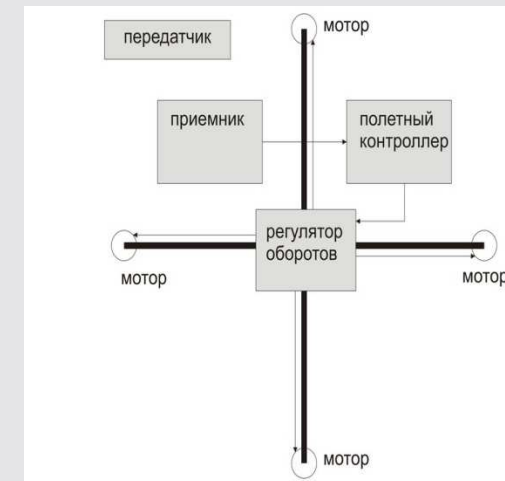 мотор
передатчик
приемник
полетный
контроллер
регулятор
оборотов
мотор
мотор
мотор